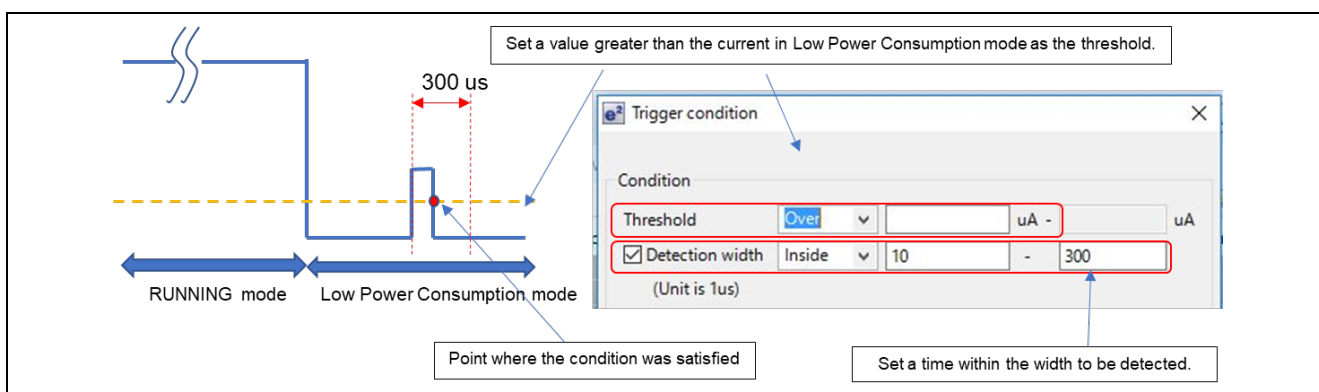 Set a value greater than the current in Low Power Consumption mode as the threshold.
300 us
e² Trigger condition
Condition
Threshold Over uA - uA
Detection width Inside 10 - 300
(Unit is 1us)
RUNNING mode Low Power Consumption mode
Point where the condition was satisfied
Set a time within the width to be detected.